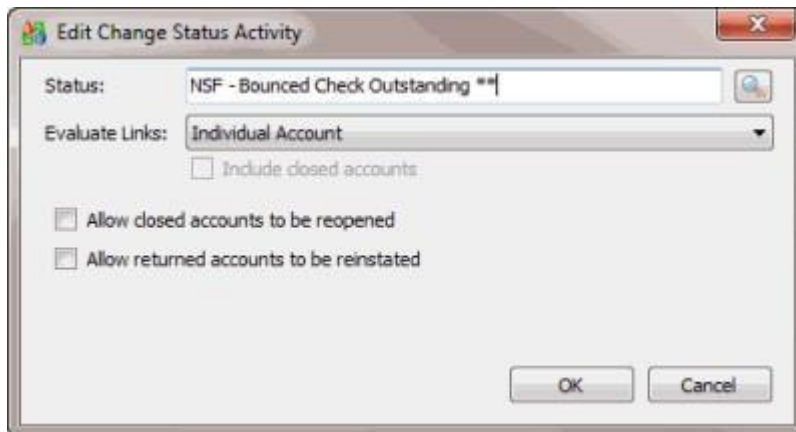 Edit Change Status Activity
Status: NSF - Bounced Check Outstanding **
Evaluate Links: Individual Account
Include closed accounts
Allow closed accounts to be reopened
Allow returned accounts to be reinstated
OK Cancel